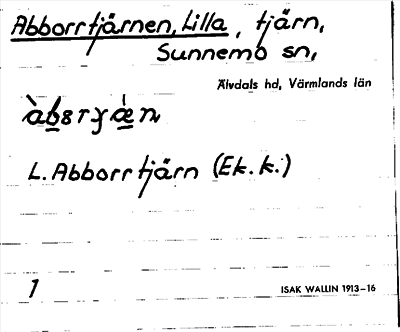 Abborrtjärnen, Lilla, tjärn,
Sunnemo sn,
Älvdals hd, Värmlands län
L. Abborrtjärn (Ek. k.)
1
ISAK WALLIN 1913–16